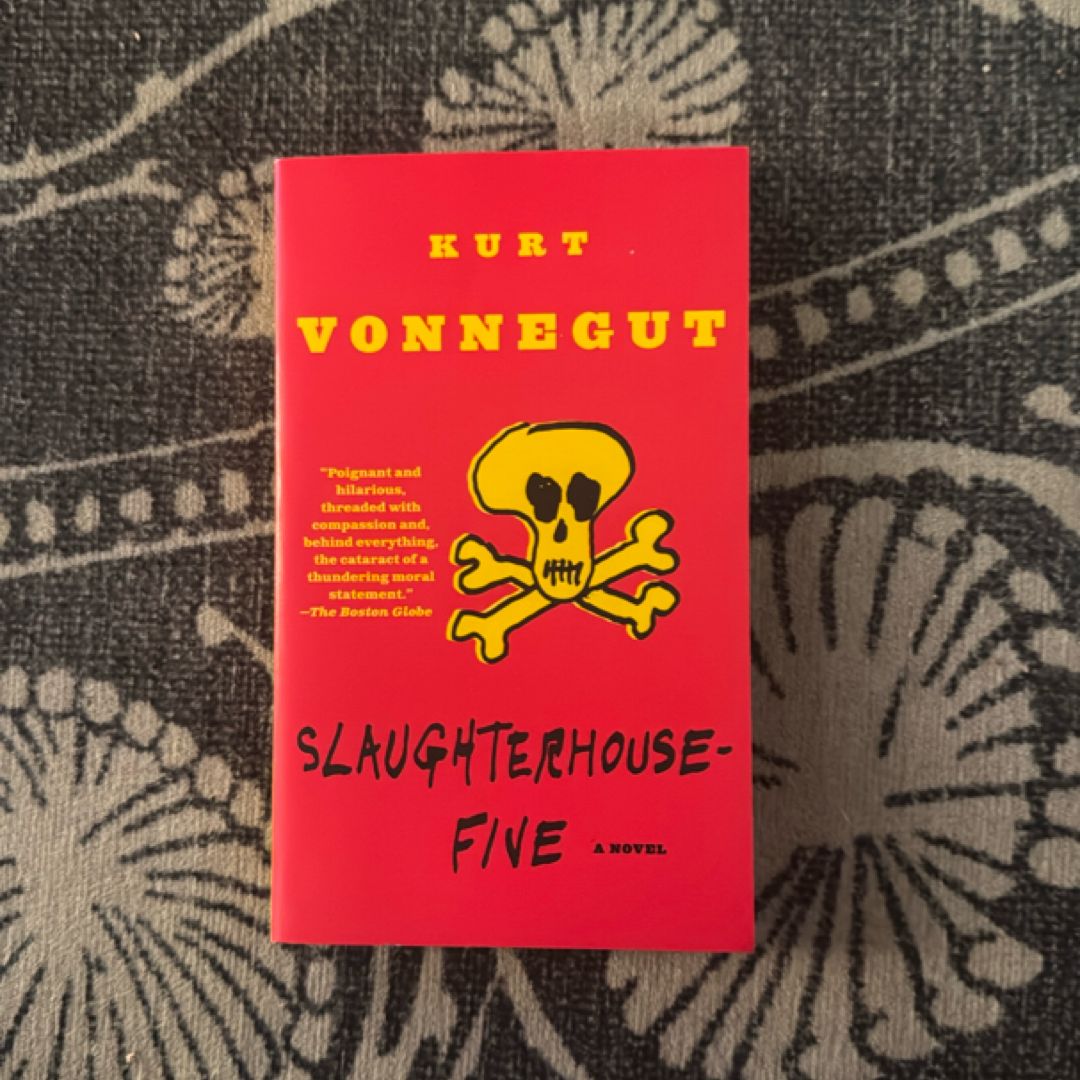 KURT
VONNEGUT
"Poignant and
hilarious,
threaded with
compassion and,
behind everything,
the cataract of a
thundering moral
statement."
—The Boston Globe
SLAUGHTERHOUSE-
FIVE A NOVEL